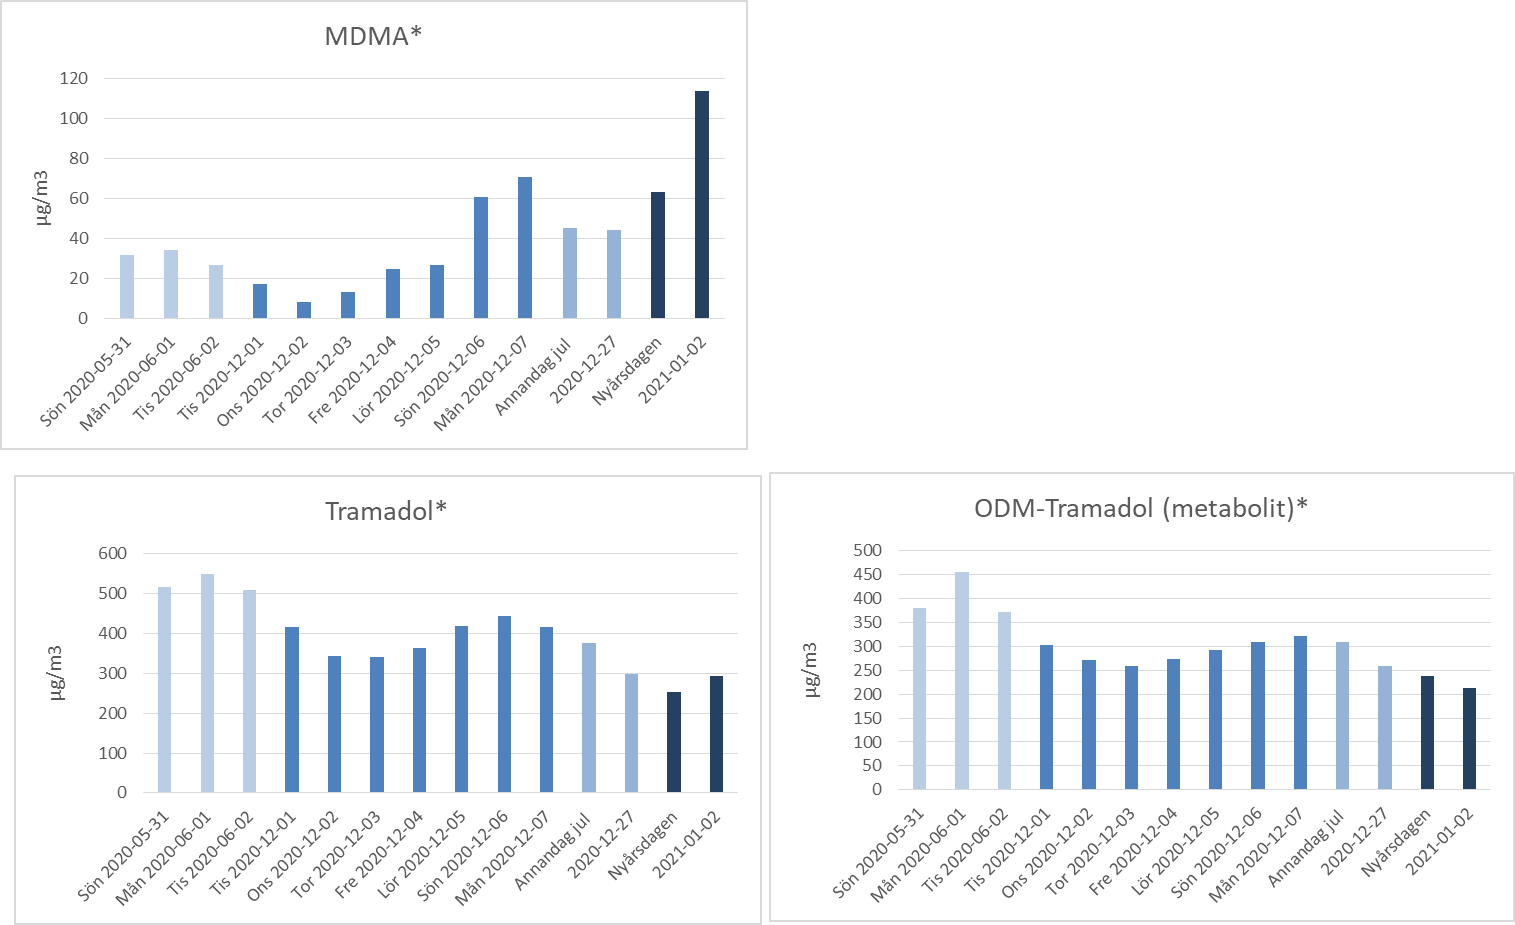 MDMA*
120
100
80
60
40
20
0
µg/m3
Sön 2020-05-31
Mån 2020-06-01
Tis 2020-06-02
Tis 2020-12-01
Ons 2020-12-02
Tor 2020-12-03
Fre 2020-12-04
Lör 2020-12-05
Sön 2020-12-06
Mån 2020-12-07
Annandag jul
2020-12-27
Nyårsdagen
2021-01-02
Tramadol*
600
500
400
300
200
100
0
µg/m3
Sön 2020-05-31
Mån 2020-06-01
Tis 2020-06-02
Tis 2020-12-01
Ons 2020-12-02
Tor 2020-12-03
Fre 2020-12-04
Lör 2020-12-05
Sön 2020-12-06
Mån 2020-12-07
Annandag jul
2020-12-27
Nyårsdagen
2021-01-02
ODM-Tramadol (metabolit)*
500
450
400
350
300
250
200
150
100
50
0
µg/m3
Sön 2020-05-31
Mån 2020-06-01
Tis 2020-06-02
Tis 2020-12-01
Ons 2020-12-02
Tor 2020-12-03
Fre 2020-12-04
Lör 2020-12-05
Sön 2020-12-06
Mån 2020-12-07
Annandag jul
2020-12-27
Nyårsdagen
2021-01-02